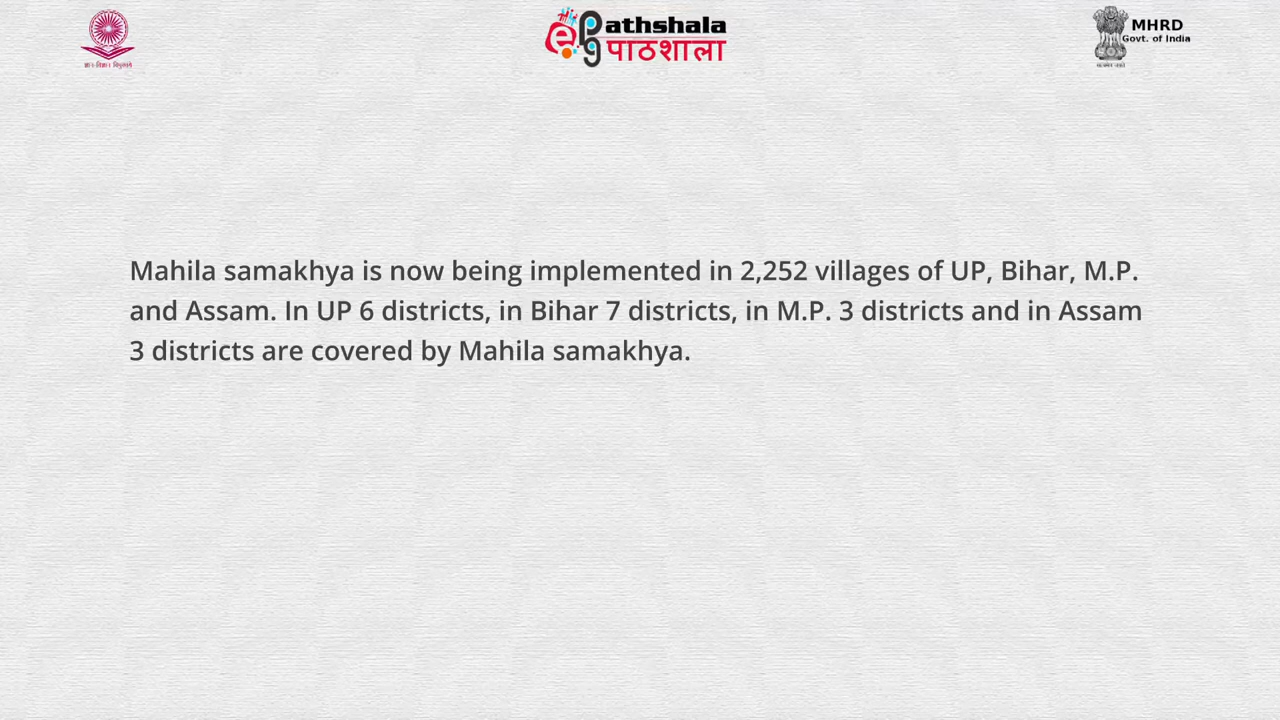 athshala
पाठशाला
MHRD
Govt. of India
Mahila samakhya is now being implemented in 2,252 villages of UP, Bihar, M.P.
and Assam. In UP 6 districts, in Bihar 7 districts, in M.P. 3 districts and in Assam
3 districts are covered by Mahila samakhya.